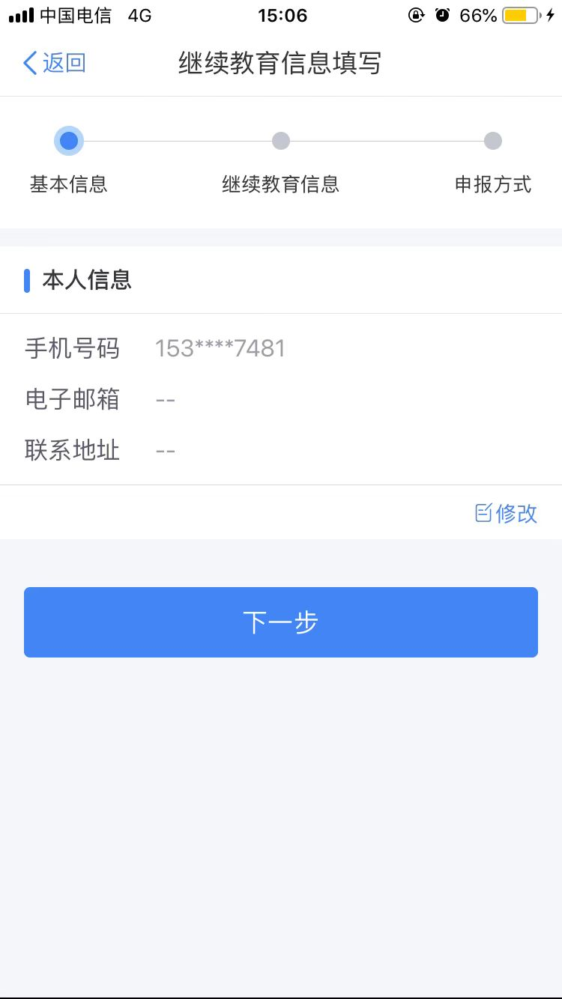 中国电信 4G 15:06 66%
返回 继续教育信息填写
基本信息 继续教育信息 申报方式
本人信息
手机号码 153****7481
电子邮箱 --
联系地址 --
修改
下一步